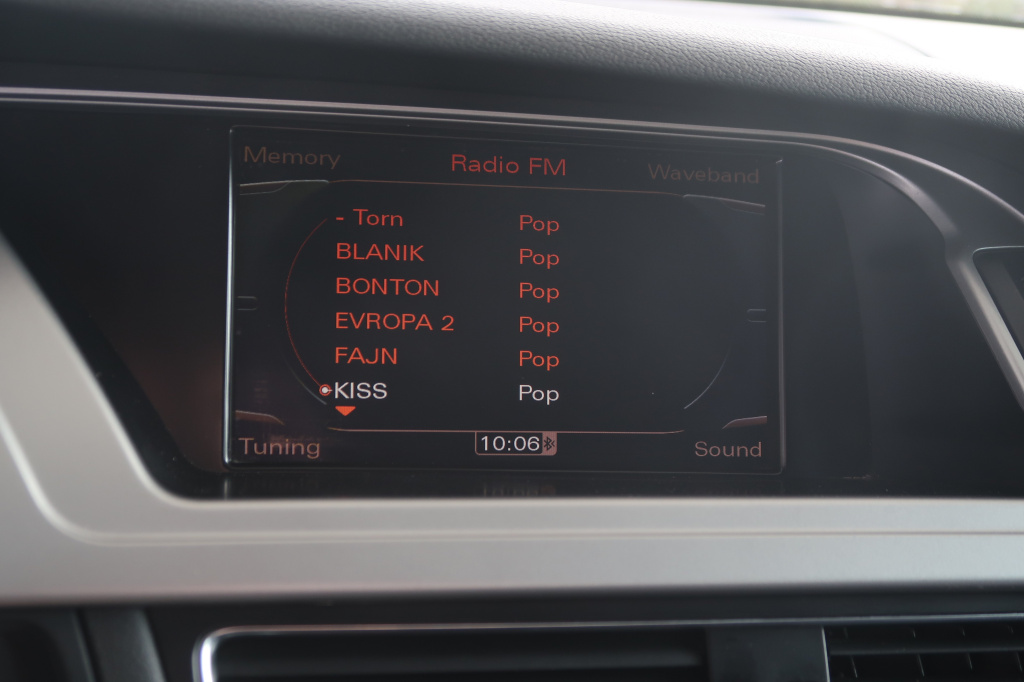 Memory Radio FM Waveband
- Torn Pop
BLANIK Pop
BONTON Pop
EVROPA 2 Pop
FAJN Pop
KISS Pop
Tuning 10:06 Sound